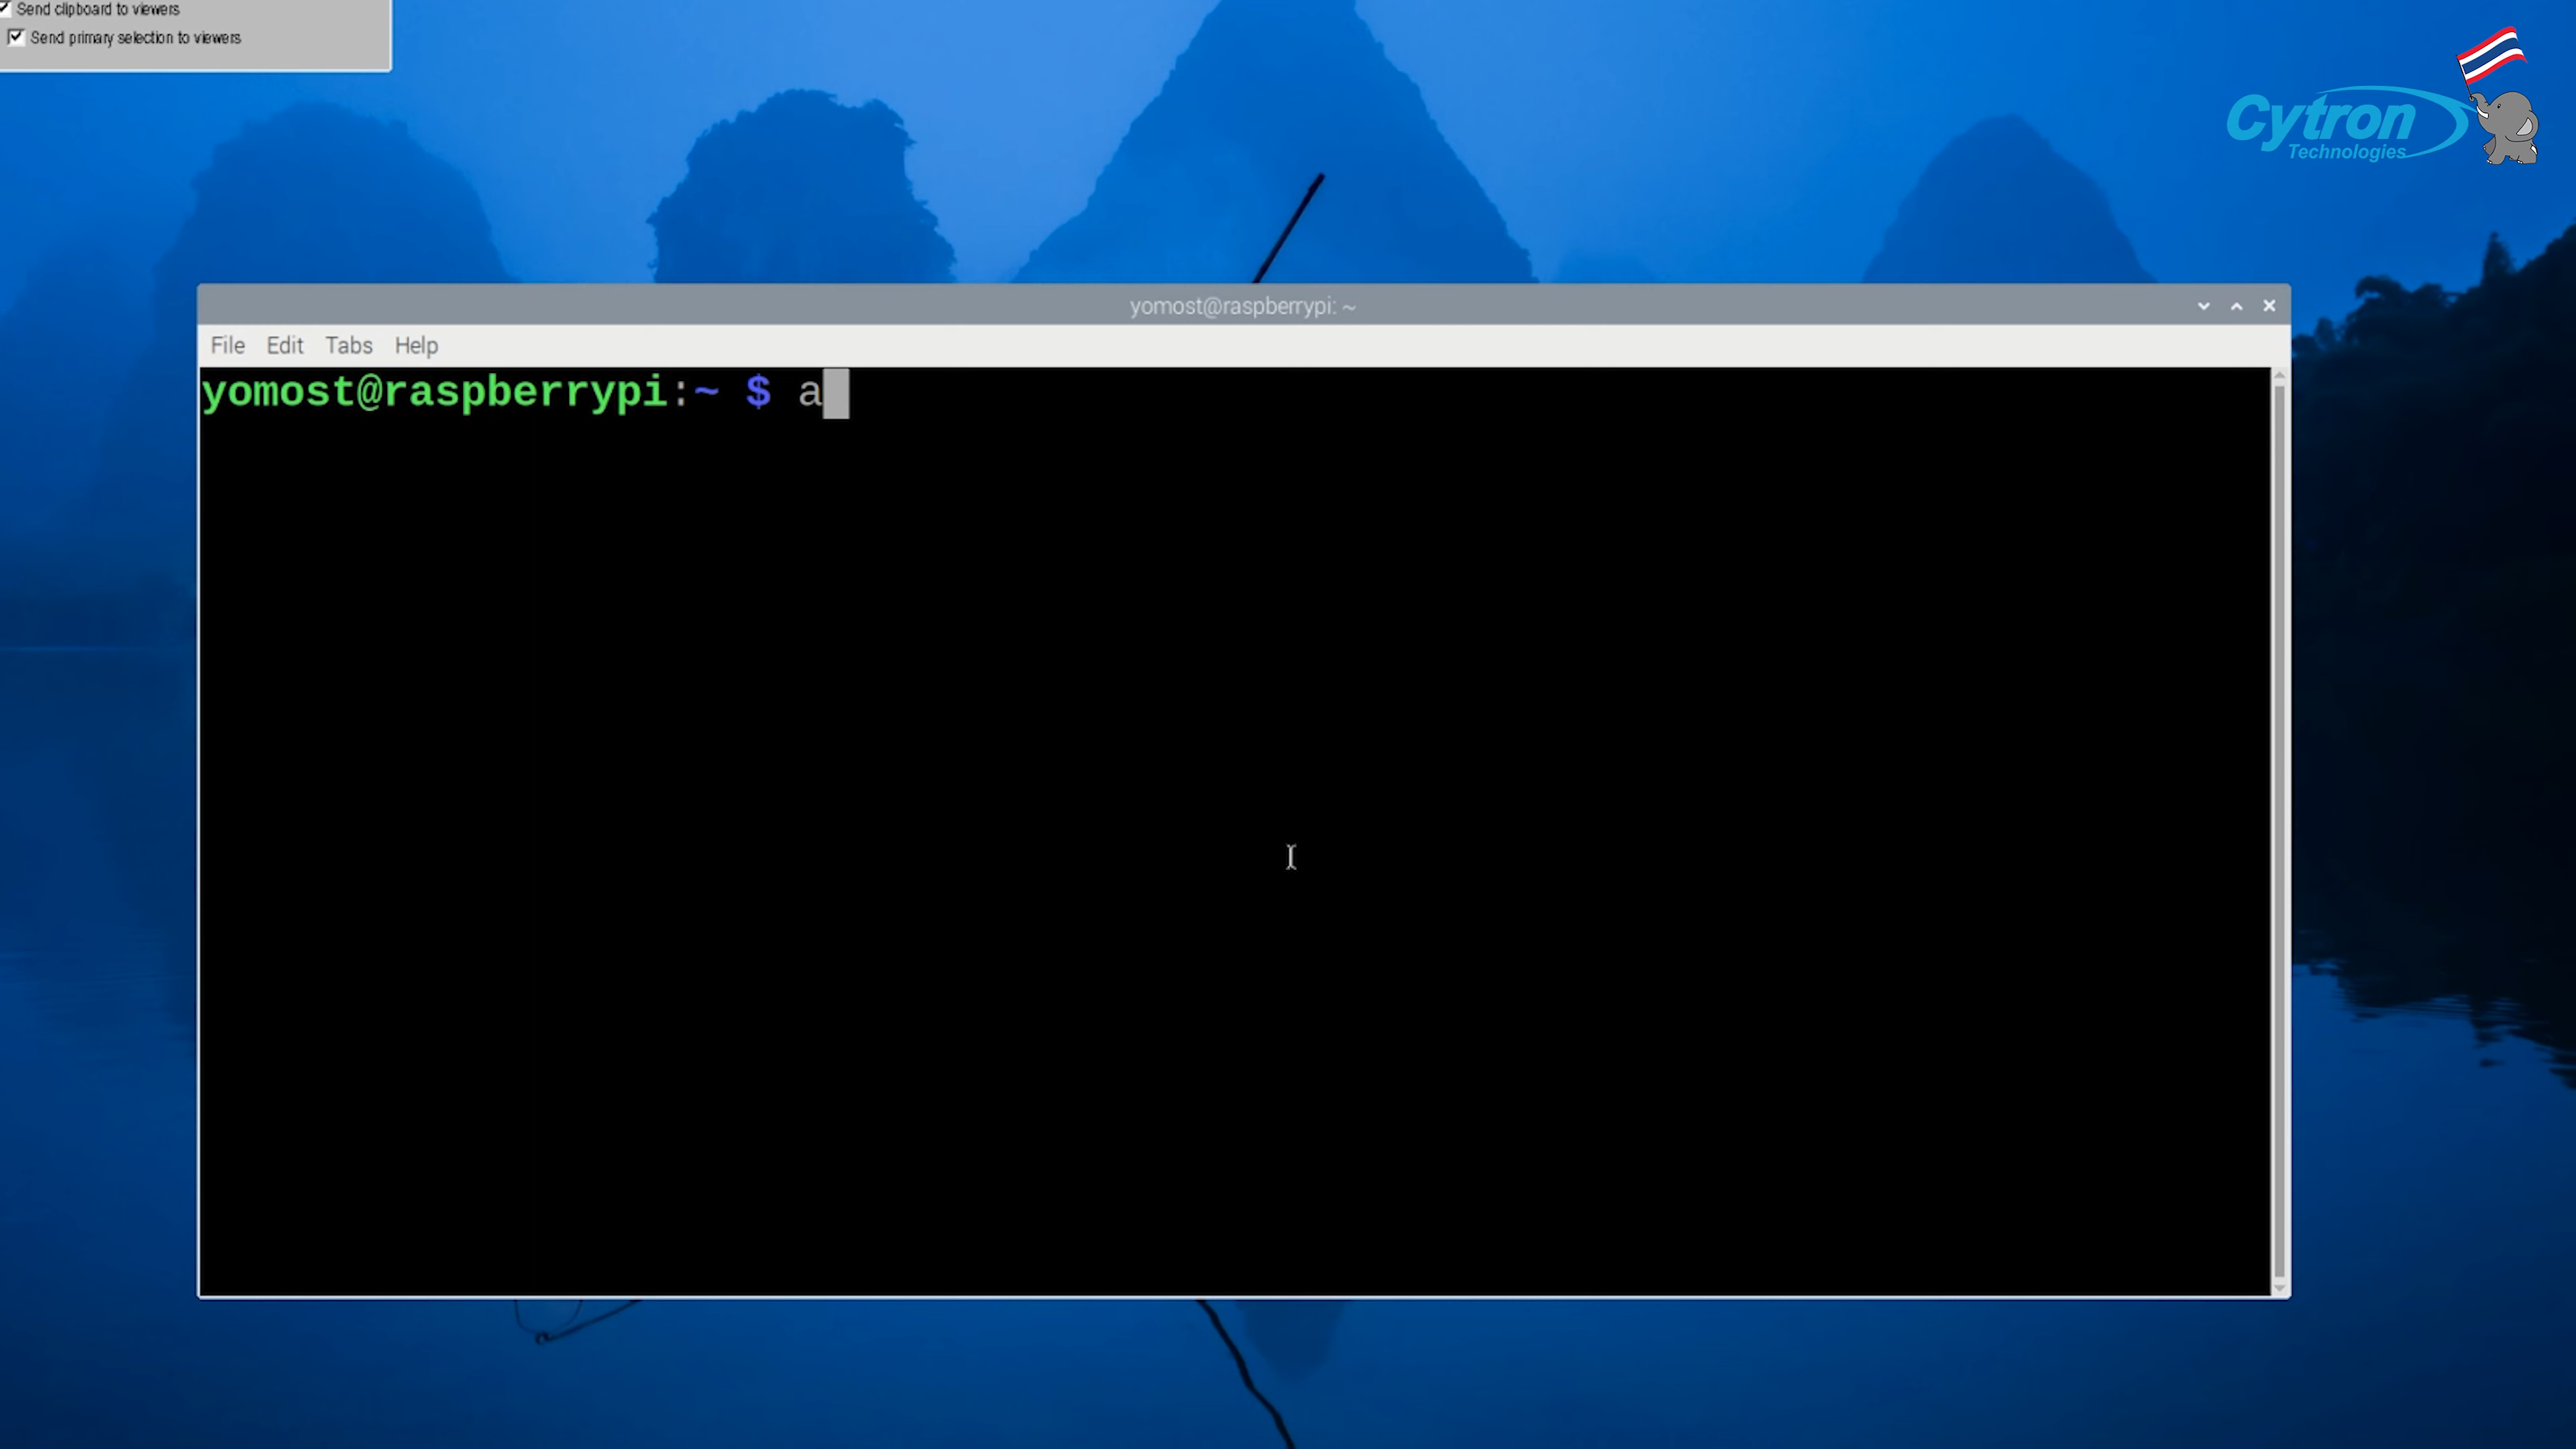 Send clipboard to viewers
Send primary selection to viewers
Cytron
Technologies
yomost@raspberrypi: ~
File Edit Tabs Help
yomost@raspberrypi:~ $ a